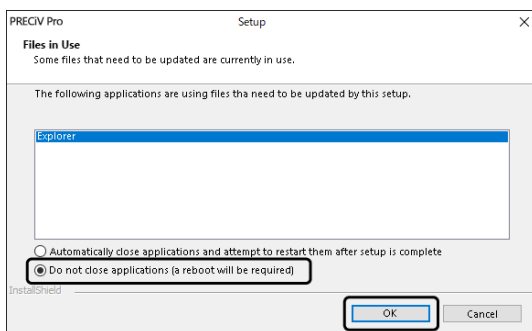 PRECiV Pro Setup
Files in Use
Some files that need to be updated are currently in use.
The following applications are using files tha need to be updated by this setup.
Explorer
Automatically close applications and attempt to restart them after setup is complete
Do not close applications (a reboot will be required)
InstallShield
OK Cancel